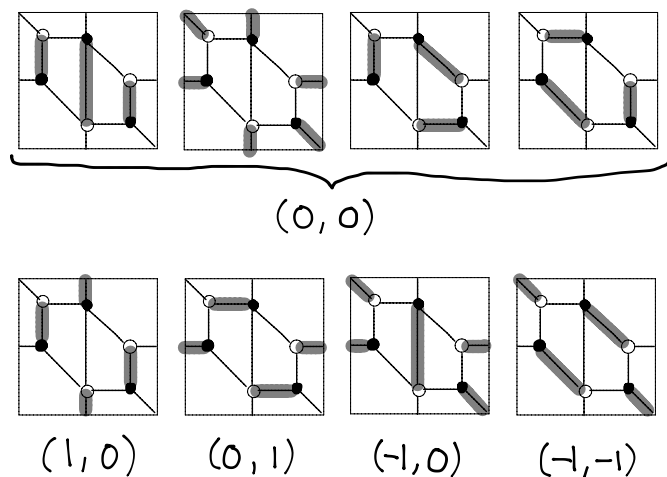 (0, 0)
(1, 0) (0, 1) (-1, 0) (-1, -1)